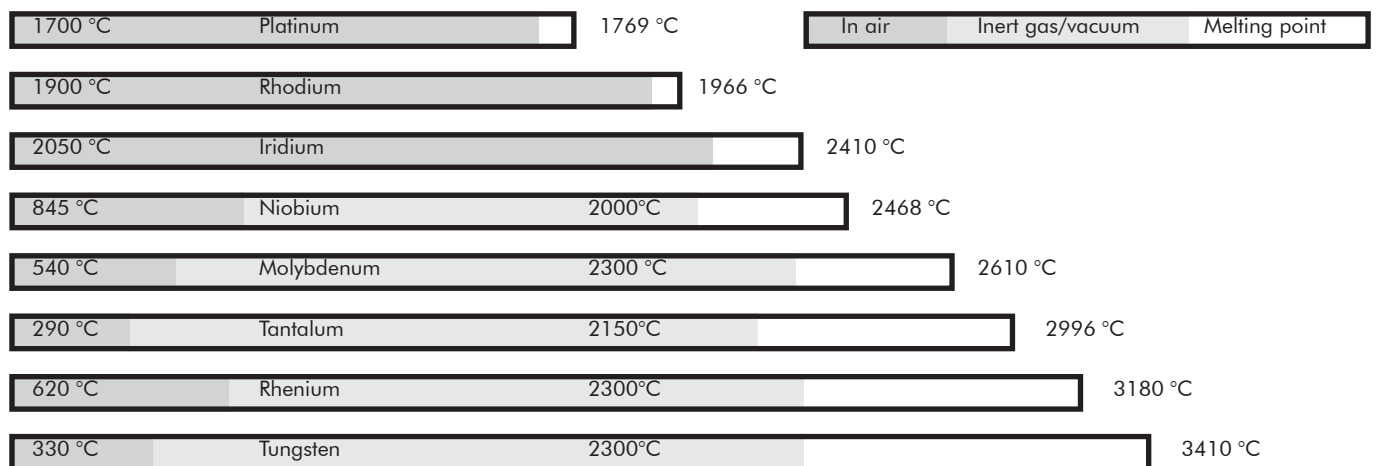 1700 °C Platinum 1769 °C In air Inert gas/vacuum Melting point
1900 °C Rhodium 1966 °C
2050 °C Iridium 2410 °C
845 °C Niobium 2000°C 2468 °C
540 °C Molybdenum 2300 °C 2610 °C
290 °C Tantalum 2150°C 2996 °C
620 °C Rhenium 2300°C 3180 °C
330 °C Tungsten 2300°C 3410 °C